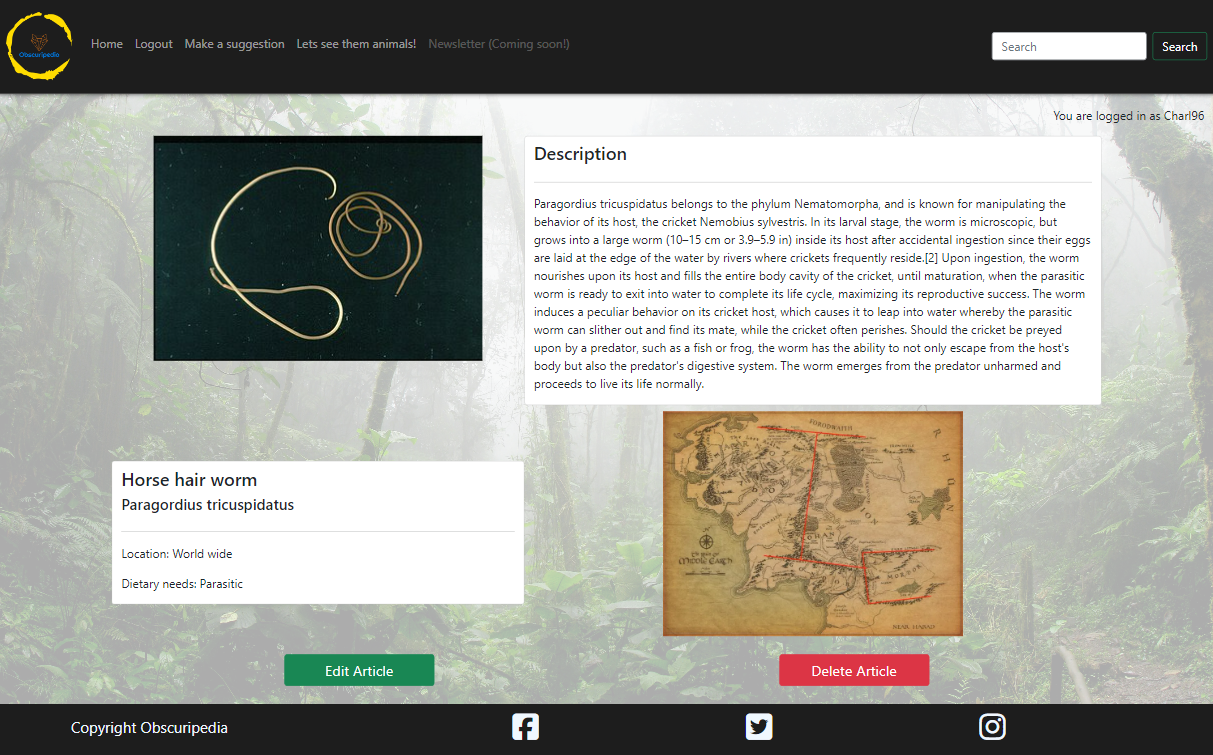 Obscuripedia
Home Logout Make a suggestion Lets see them animals! Newsletter (Coming soon!)
Search Search
You are logged in as Charl96
Description
Paragordius tricuspidatus belongs to the phylum Nematomorpha, and is known for manipulating the
behavior of its host, the cricket Nemobius sylvestris. In its larval stage, the worm is microscopic, but
grows into a large worm (10–15 cm or 3.9–5.9 in) inside its host after accidental ingestion since their eggs
are laid at the edge of the water by rivers where crickets frequently reside.[2] Upon ingestion, the worm
nourishes upon its host and fills the entire body cavity of the cricket, until maturation, when the parasitic
worm is ready to exit into water to complete its life cycle, maximizing its reproductive success. The worm
induces a peculiar behavior on its cricket host, which causes it to leap into water whereby the parasitic
worm can slither out and find its mate, while the cricket often perishes. Should the cricket be preyed
upon by a predator, such as a fish or frog, the worm has the ability to not only escape from the host's
body but also the predator's digestive system. The worm emerges from the predator unharmed and
proceeds to live its life normally.
Horse hair worm
Paragordius tricuspidatus
Location: World wide
Dietary needs: Parasitic
FORODWAITH
RHUN
ROHAN
MIDDLE EARTH
MORDOR
NEAR HARAD
Edit Article Delete Article
Copyright Obscuripedia